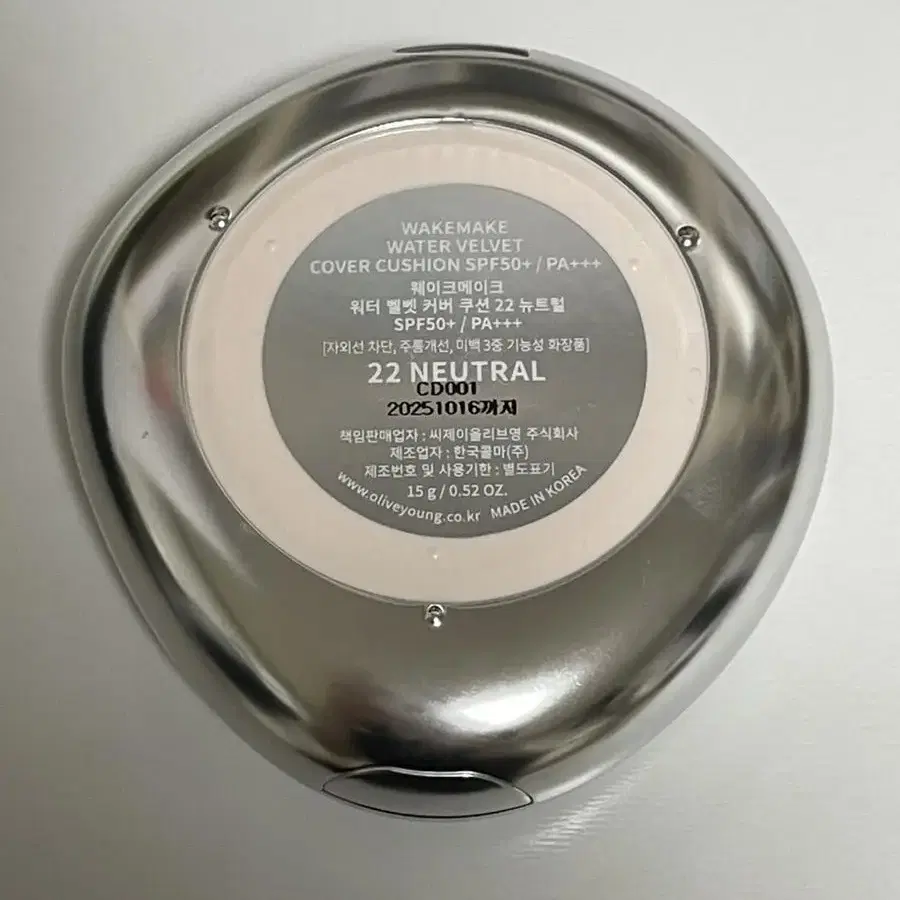 WAKEMAKE
WATER VELVET
COVER CUSHION SPF50+ / PA+++
웨이크메이크
워터 벨벳 커버 쿠션 22 뉴트럴
SPF50+ / PA+++
[자외선 차단, 주름개선, 미백 3중 기능성 화장품]
22 NEUTRAL
CD001
20251016까지
책임판매업자 : 씨제이올리브영 주식회사
제조업자 : 한국콜마(주)
제조번호 및 사용기한 : 별도표기
15 g / 0.52 OZ.
www.oliveyoung.co.kr MADE IN KOREA